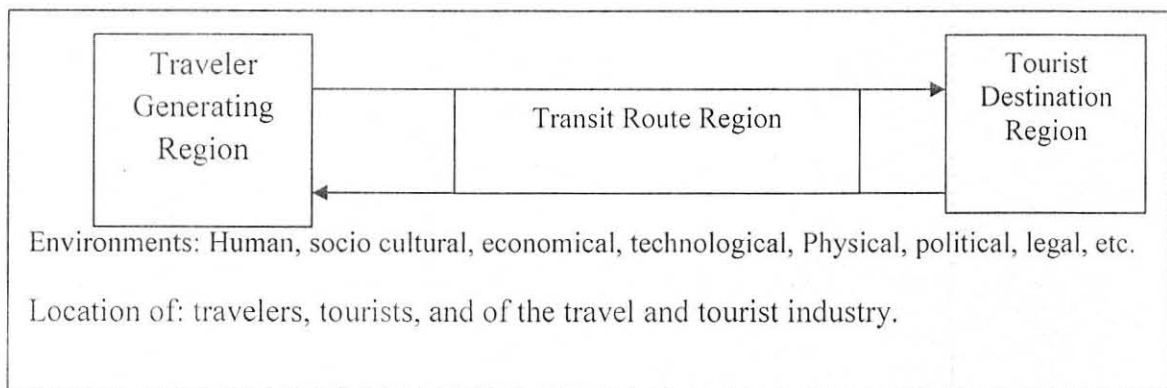 Traveler
Generating
Region
Transit Route Region
Tourist
Destination
Region
Environments: Human, socio cultural, economical, technological, Physical, political, legal, etc.
Location of: travelers, tourists, and of the travel and tourist industry.